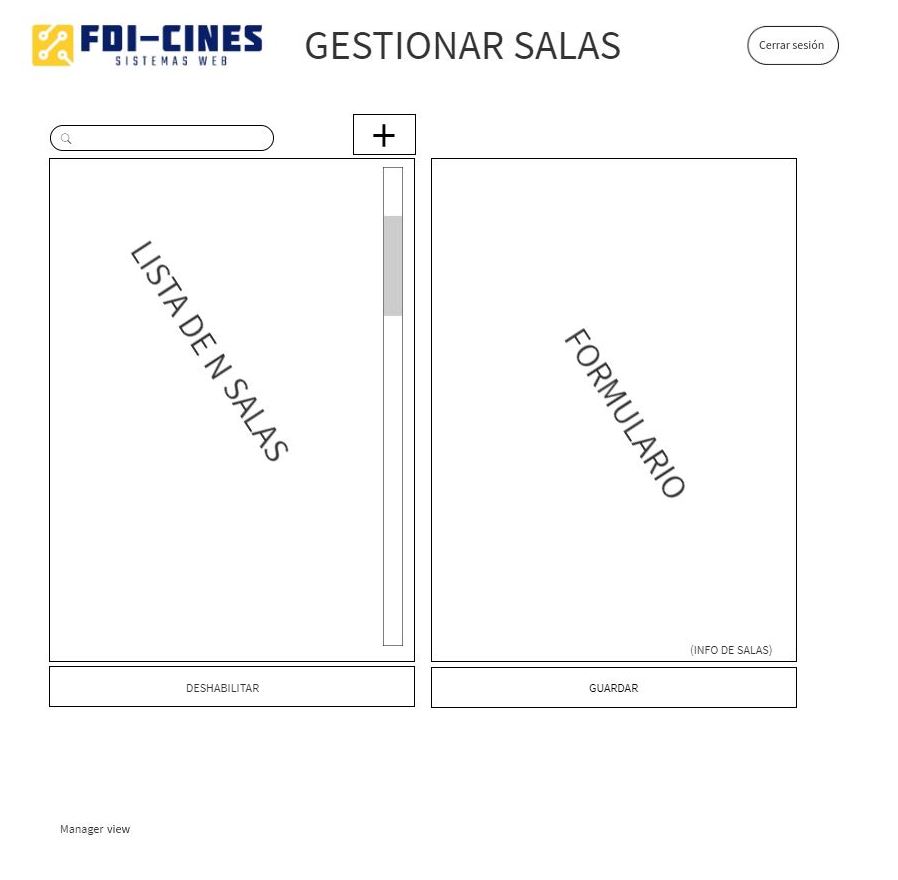 FDI-CINES
SISTEMAS WEB
GESTIONAR SALAS
Cerrar sesión
+
LISTA DE N SALAS
FORMULARIO
(INFO DE SALAS)
DESHABILITAR
GUARDAR
Manager view